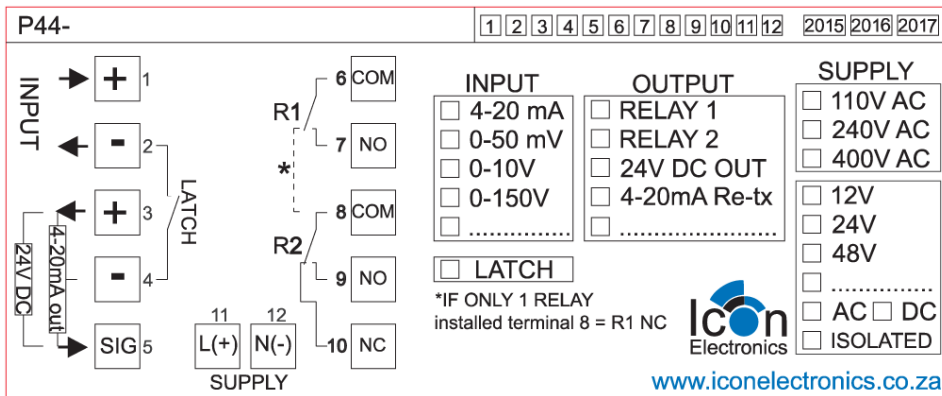 P44-
1 2 3 4 5 6 7 8 9 10 11 12 2015 2016 2017
INPUT
+ 1
- 2
+ 3
- 4
SIG 5
LATCH
4-20mA out
24V DC
R1
6 COM
7 NO
*
8 COM
R2
9 NO
10 NC
11 12
L(+) N(-)
SUPPLY
INPUT
4-20 mA
0-50 mV
0-10V
0-150V
...............
LATCH
*IF ONLY 1 RELAY
installed terminal 8 = R1 NC
OUTPUT
RELAY 1
RELAY 2
24V DC OUT
4-20mA Re-tx
......................
SUPPLY
110V AC
240V AC
400V AC
12V
24V
48V
...............
AC DC
ISOLATED
Icon
Electronics
www.iconelectronics.co.za